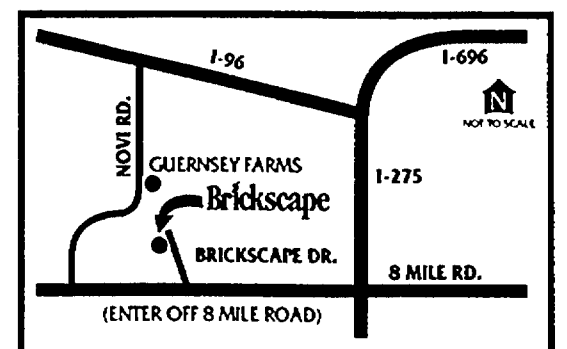 I-96
I-696
N
NOT TO SCALE
NOVI RD.
GUERNSEY FARMS
I-275
Brickscape
BRICKSCAPE DR.
8 MILE RD.
(ENTER OFF 8 MILE ROAD)